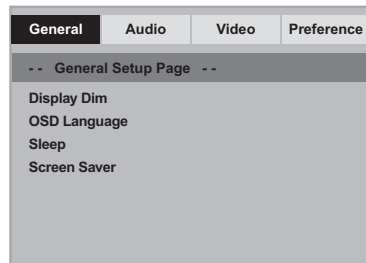 General Audio Video Preference
- - General Setup Page - -
Display Dim
OSD Language
Sleep
Screen Saver